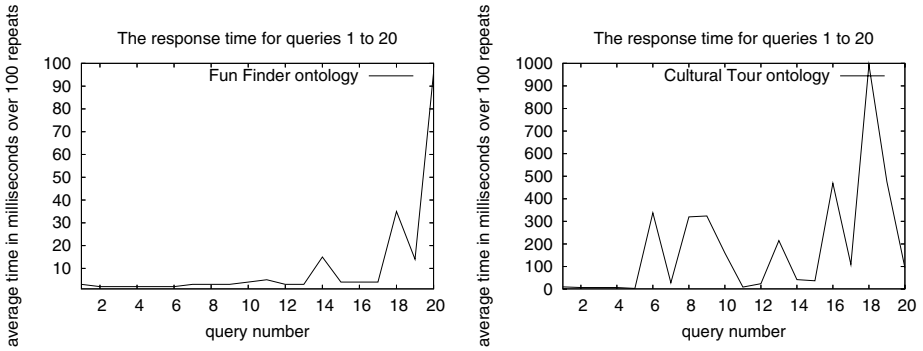 The response time for queries 1 to 20
Fun Finder ontology
average time in milliseconds over 100 repeats
100
90
80
70
60
50
40
30
20
10
2 4 6 8 10 12 14 16 18 20
query number
The response time for queries 1 to 20
Cultural Tour ontology
average time in milliseconds over 100 repeats
1000
900
800
700
600
500
400
300
200
100
0
2 4 6 8 10 12 14 16 18 20
query number